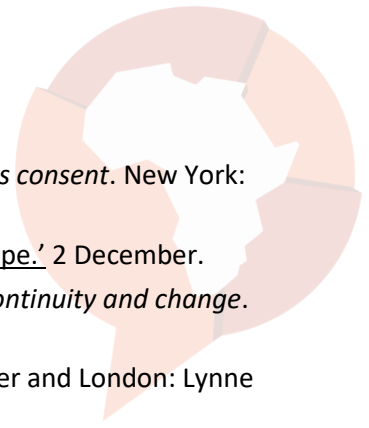 s consent. New York:
pe.’ 2 December.
ontinuity and change.
er and London: Lynne